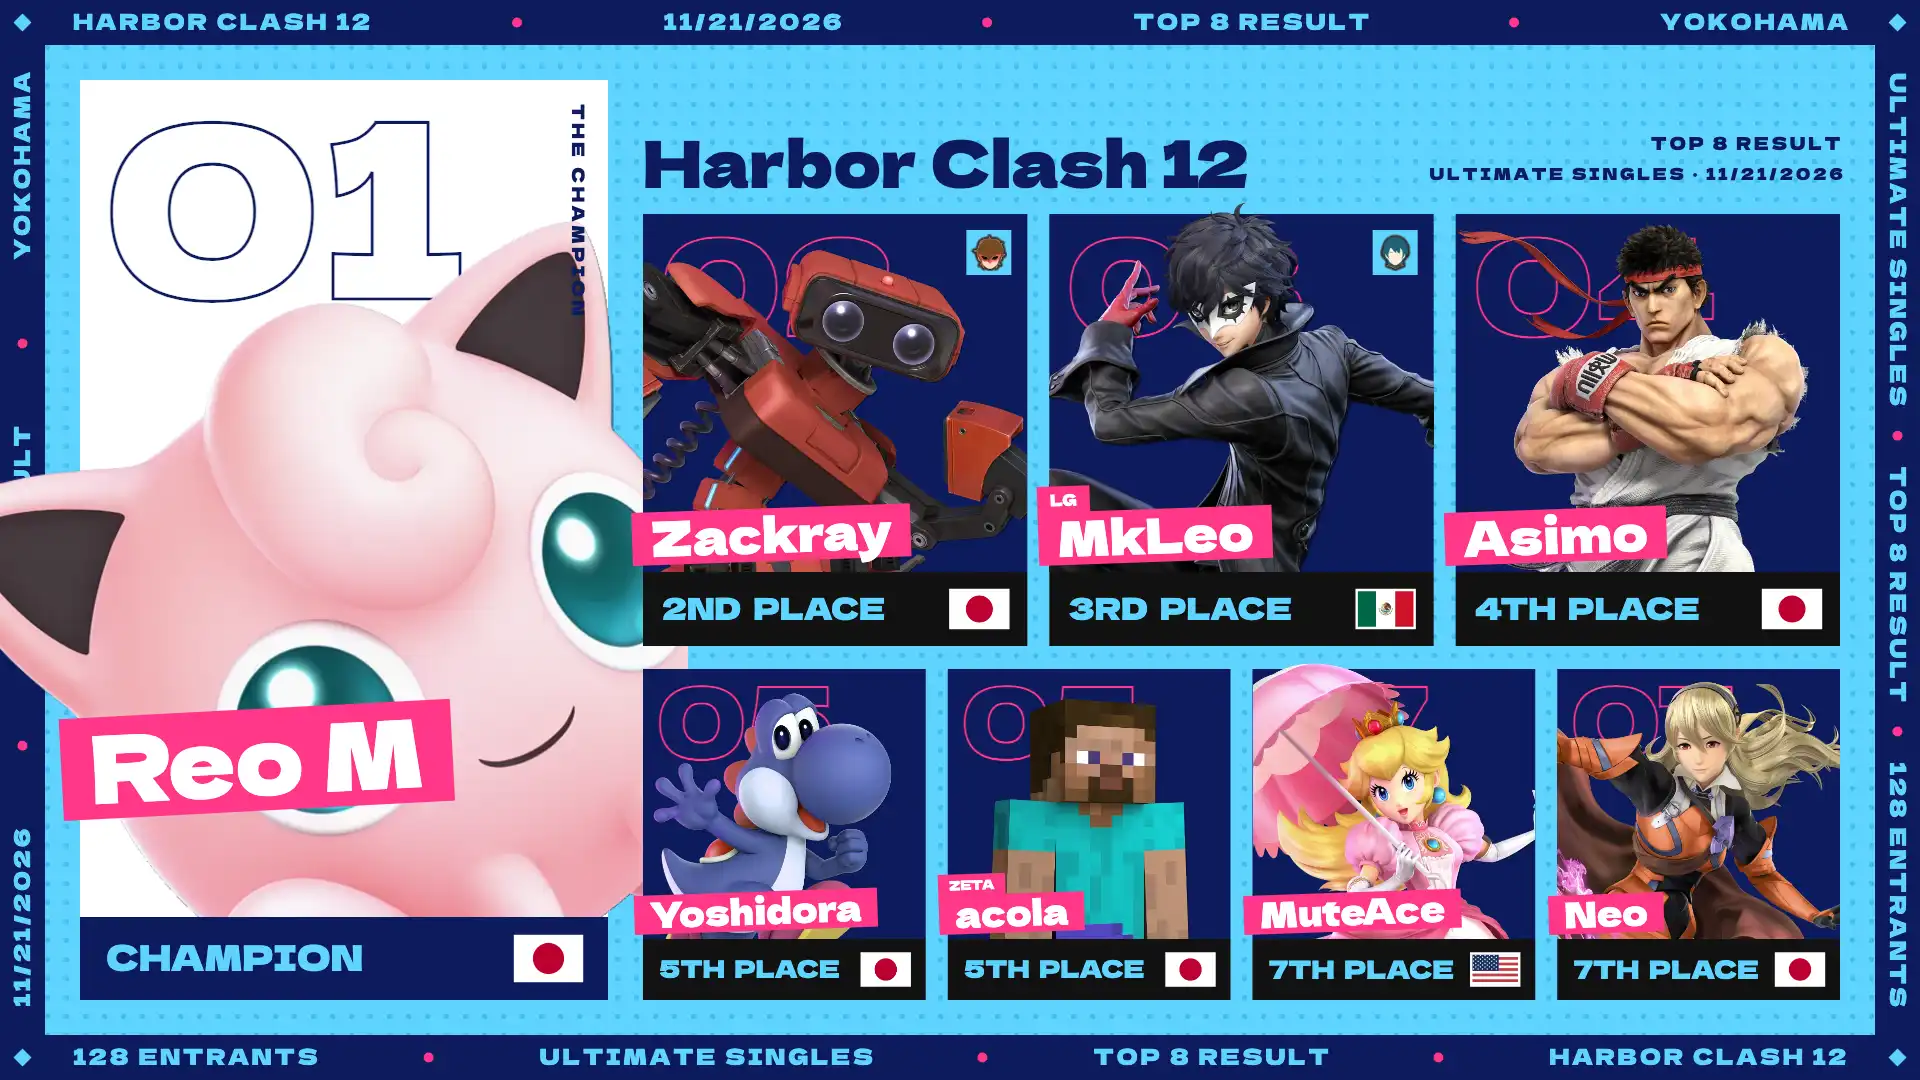 HARBOR CLASH 12 • 11/21/2026 • TOP 8 RESULT • YOKOHAMA
YOKOHAMA
11/21/2026
ULTIMATE SINGLES • TOP 8 RESULT • 128 ENTRANTS
01
THE CHAMPION
Reo M
CHAMPION
Harbor Clash 12
TOP 8 RESULT
ULTIMATE SINGLES · 11/21/2026
Zackray
2ND PLACE
LG
MkLeo
3RD PLACE
04
Asimo
4TH PLACE
05
Yoshidora
5TH PLACE
ZETA
acola
5TH PLACE
MuteAce
7TH PLACE
Neo
7TH PLACE
128 ENTRANTS • ULTIMATE SINGLES • TOP 8 RESULT • HARBOR CLASH 12